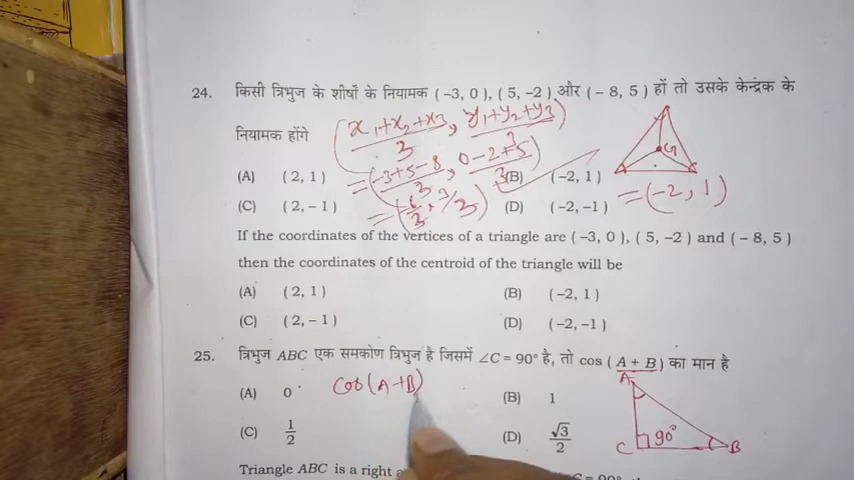 24. किसी त्रिभुज के शीर्षों के नियामक ( –3, 0 ), ( 5, –2 ) और ( – 8, 5 ) हों तो उसके केन्द्रक के
नियामक होंगे
(x₁+x₂+x₃/3, y₁+y₂+y₃/3)
= (-3+5-8/3, 0-2+5/3)
(A) ( 2, 1 ) (B) ( –2, 1 )
= (-2, 1)
(C) ( 2, – 1 ) (D) ( –2, –1 )
G
If the coordinates of the vertices of a triangle are ( –3, 0 ), ( 5, –2 ) and ( – 8, 5 )
then the coordinates of the centroid of the triangle will be
(A) ( 2, 1 ) (B) ( –2, 1 )
(C) ( 2, – 1 ) (D) ( –2, –1 )
25. त्रिभुज ABC एक समकोण त्रिभुज है जिसमें ∠C = 90° है, तो cos ( A + B ) का मान है
(A) 0 cos(A+B) (B) 1
(C) 1/2 (D) √3/2
A
C 90° B
Triangle ABC is a right